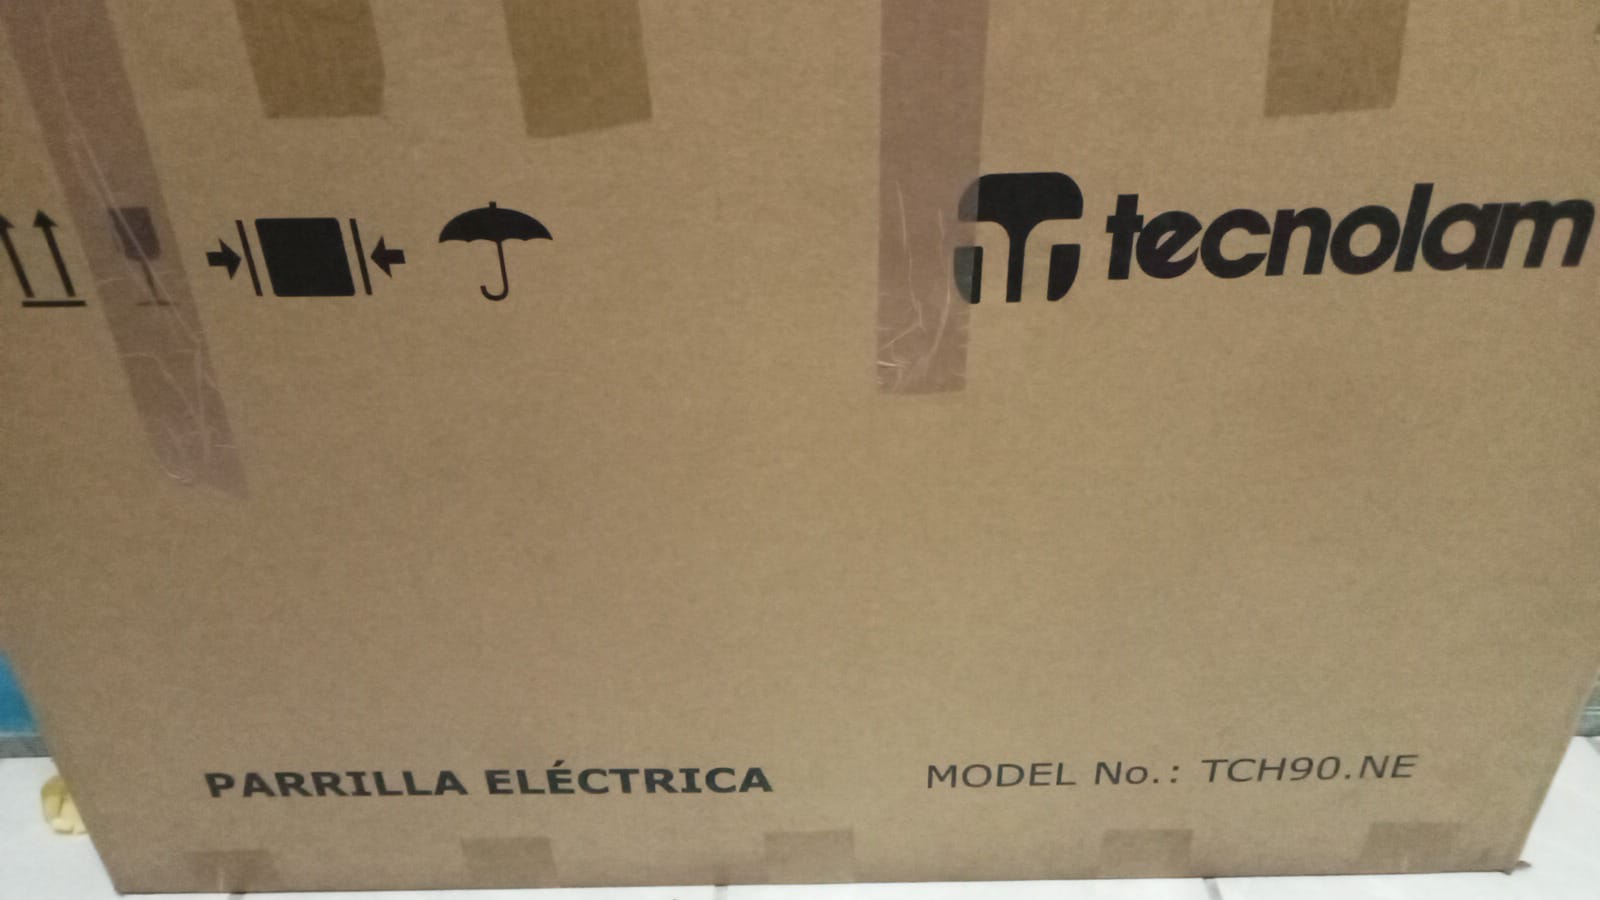 tecnolam
PARRILLA ELÉCTRICA
MODEL No.: TCH90.NE